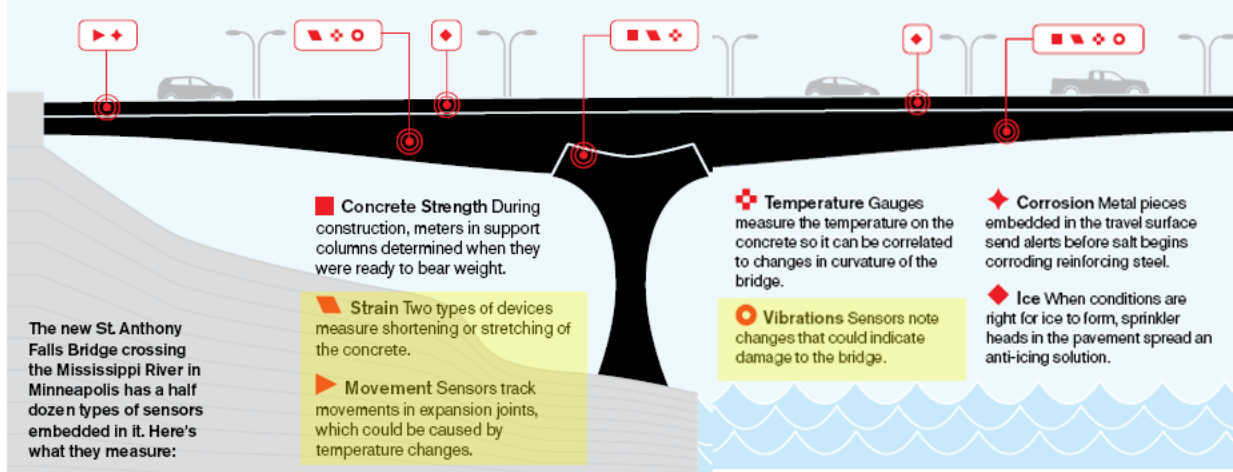 The new St. Anthony
Falls Bridge crossing
the Mississippi River in
Minneapolis has a half
dozen types of sensors
embedded in it. Here's
what they measure:
Concrete Strength During
construction, meters in support
columns determined when they
were ready to bear weight.
Strain Two types of devices
measure shortening or stretching of
the concrete.
Movement Sensors track
movements in expansion joints,
which could be caused by
temperature changes.
Temperature Gauges
measure the temperature on the
concrete so it can be correlated
to changes in curvature of the
bridge.
Vibrations Sensors note
changes that could indicate
damage to the bridge.
Corrosion Metal pieces
embedded in the travel surface
send alerts before salt begins
corroding reinforcing steel.
Ice When conditions are
right for ice to form, sprinkler
heads in the pavement spread an
anti-icing solution.